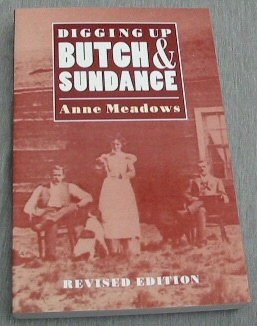 DIGGING UP
BUTCH &
SUNDANCE
Anne Meadows
REVISED EDITION